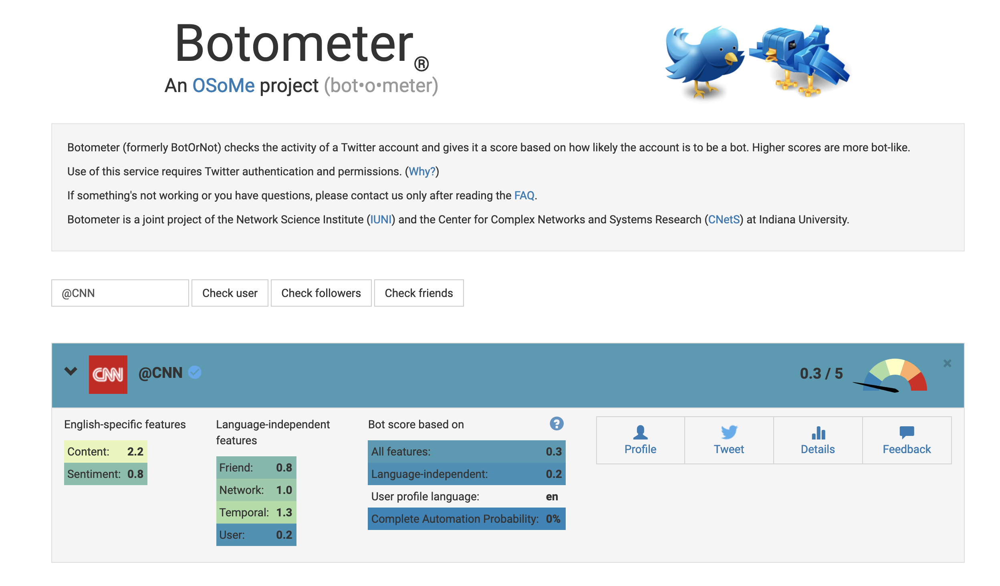 Botometer®
An OSoMe project (bot•o•meter)
Botometer (formerly BotOrNot) checks the activity of a Twitter account and gives it a score based on how likely the account is to be a bot. Higher scores are more bot-like.
Use of this service requires Twitter authentication and permissions. (Why?)
If something's not working or you have questions, please contact us only after reading the FAQ.
Botometer is a joint project of the Network Science Institute (IUNI) and the Center for Complex Networks and Systems Research (CNetS) at Indiana University.
@CNN Check user Check followers Check friends
CNN @CNN 0.3 / 5 ×
English-specific features
Content: 2.2
Sentiment: 0.8
Language-independent
features
Friend: 0.8
Network: 1.0
Temporal: 1.3
User: 0.2
Bot score based on ?
All features: 0.3
Language-independent: 0.2
User profile language: en
Complete Automation Probability: 0%
Profile Tweet Details Feedback